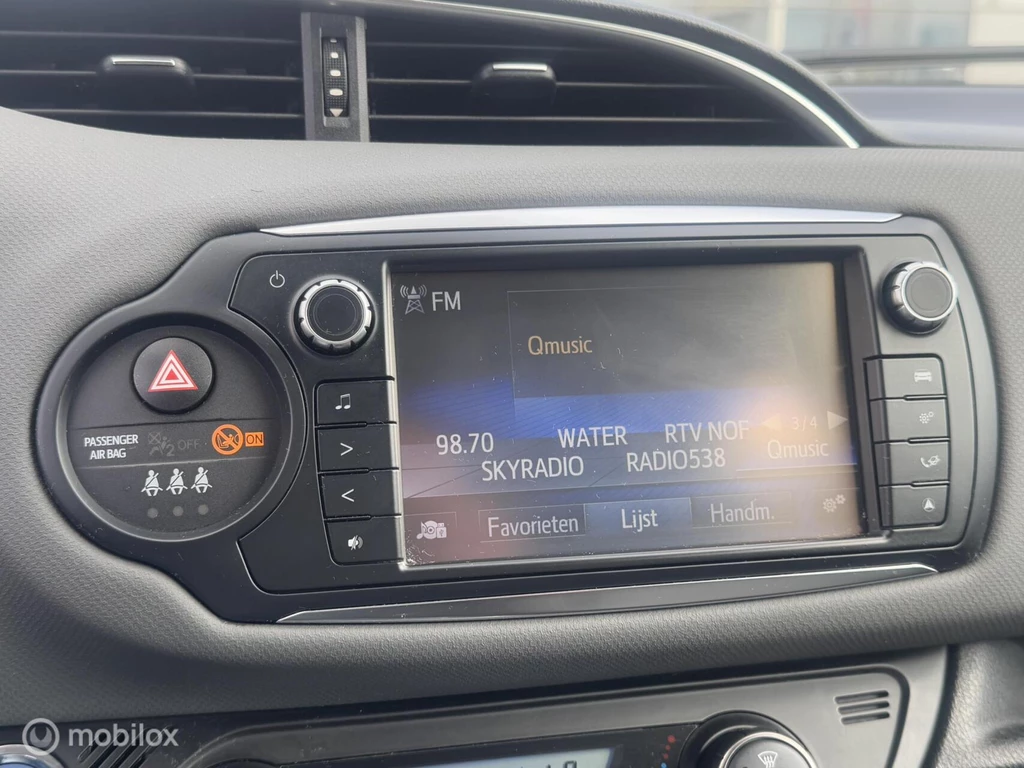 FM
Qmusic
98.70 WATER RTV NOF 3/4
SKYRADIO RADIO538 Qmusic
Favorieten Lijst Handm.
PASSENGER
AIR BAG
2 OFF
ON
mobilox